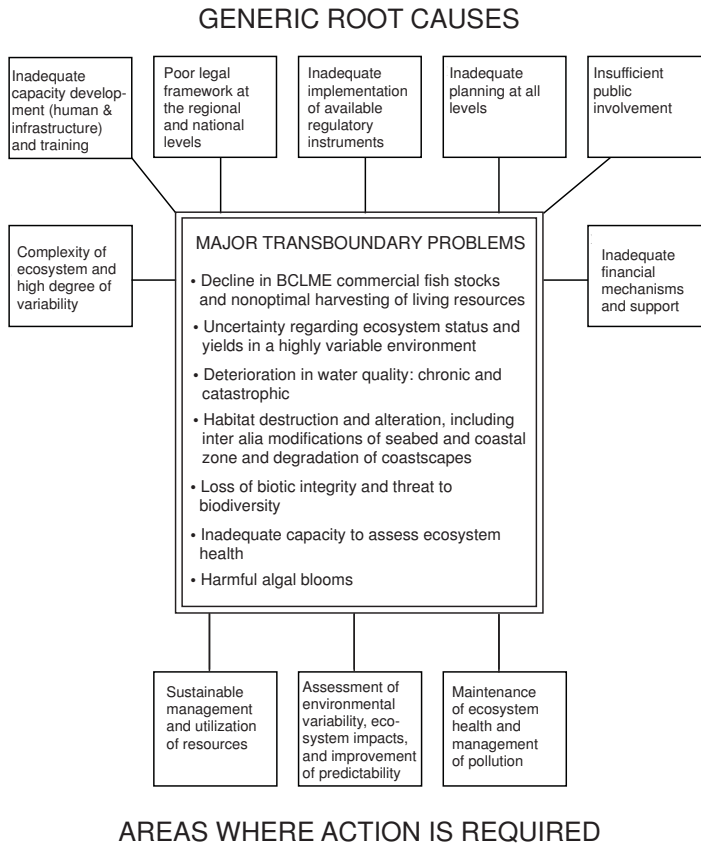 GENERIC ROOT CAUSES
Inadequate
capacity develop-
ment (human &
infrastructure)
and training
Poor legal
framework at
the regional
and national
levels
Inadequate
implementation
of available
regulatory
instruments
Inadequate
planning at all
levels
Insufficient
public
involvement
Complexity of
ecosystem and
high degree of
variability
MAJOR TRANSBOUNDARY PROBLEMS
• Decline in BCLME commercial fish stocks
and nonoptimal harvesting of living resources
• Uncertainty regarding ecosystem status and
yields in a highly variable environment
• Deterioration in water quality: chronic and
catastrophic
• Habitat destruction and alteration, including
inter alia modifications of seabed and coastal
zone and degradation of coastscapes
• Loss of biotic integrity and threat to
biodiversity
• Inadequate capacity to assess ecosystem
health
• Harmful algal blooms
Inadequate
financial
mechanisms
and support
Sustainable
management
and utilization
of resources
Assessment of
environmental
variability, eco-
system impacts,
and improvement
of predictability
Maintenance
of ecosystem
health and
management
of pollution
AREAS WHERE ACTION IS REQUIRED